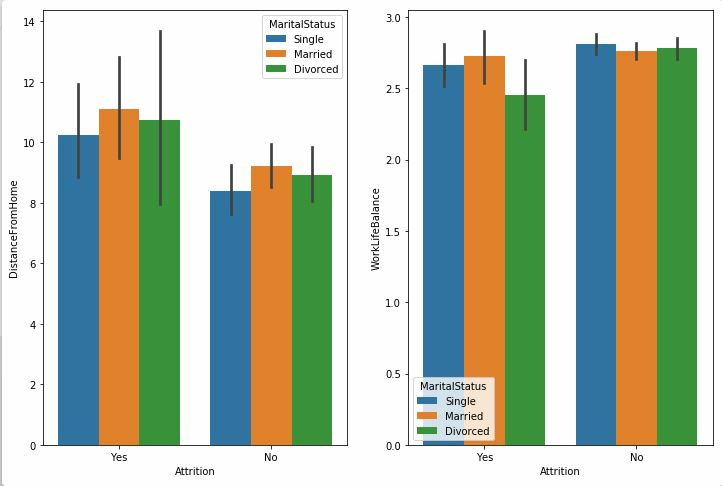 14
12
10
8
6
4
2
0
DistanceFromHome
MaritalStatus
Single
Married
Divorced
Yes
No
Attrition
3.0
2.5
2.0
1.5
1.0
0.5
0.0
WorkLifeBalance
MaritalStatus
Single
Married
Divorced
Yes
No
Attrition